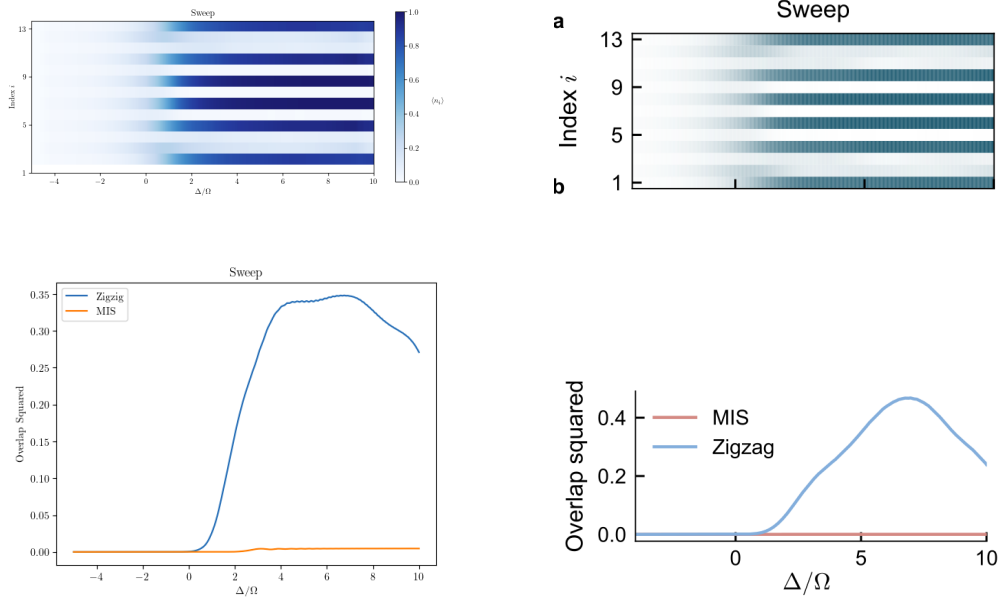 Sweep
13
9
5
1
Index i
−4
−2
0
2
4
6
8
10
Δ/Ω
1.0
0.8
0.6
0.4
0.2
0.0
⟨n_i⟩
a
Sweep
13
9
5
1
Index i
b
Sweep
Zigzig
MIS
0.35
0.30
0.25
0.20
0.15
0.10
0.05
0.00
Overlap Squared
−4
−2
0
2
4
6
8
10
Δ/Ω
MIS
Zigzag
0.4
0.2
0.0
Overlap squared
0
5
10
Δ/Ω